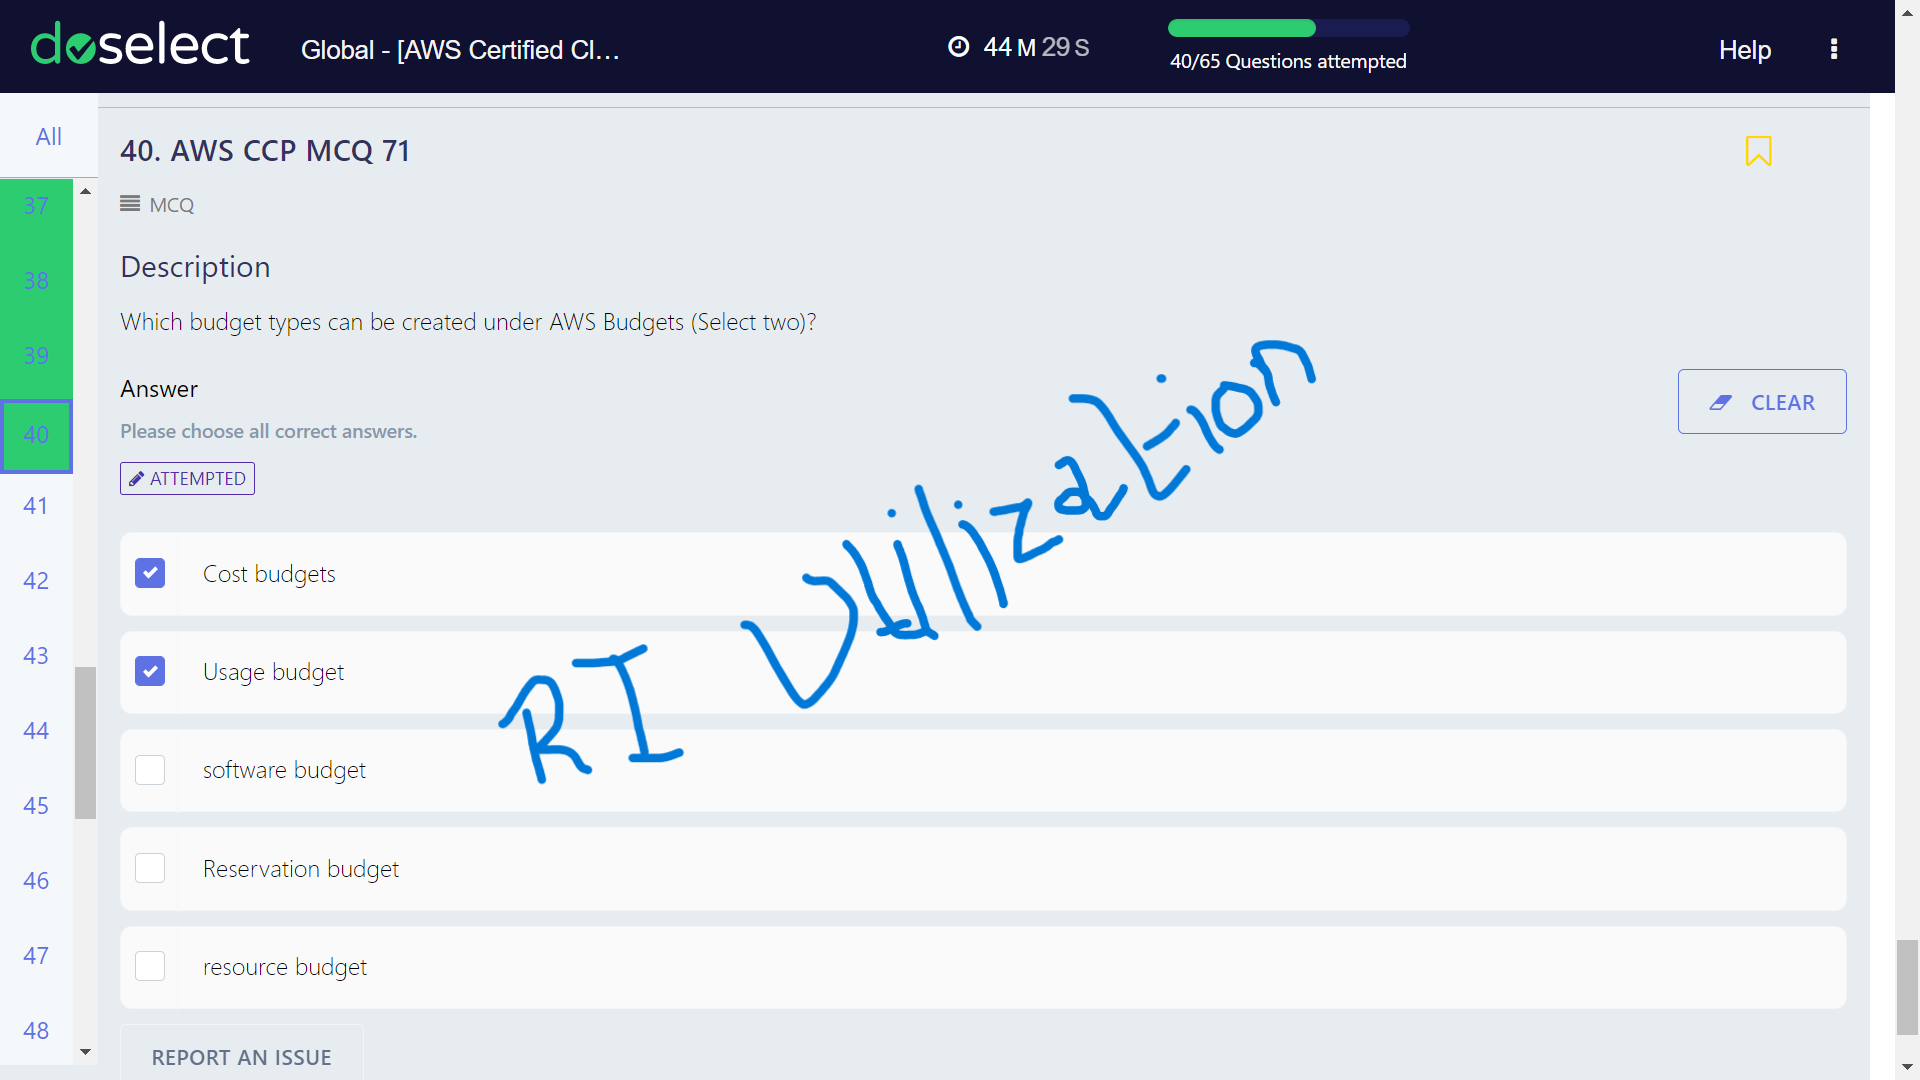 doselect
Global - [AWS Certified Cl...
44 M 29 S
40/65 Questions attempted
Help
All
37
38
39
40
41
42
43
44
45
46
47
48
40. AWS CCP MCQ 71
MCQ
Description
Which budget types can be created under AWS Budgets (Select two)?
Answer
Please choose all correct answers.
CLEAR
ATTEMPTED
Cost budgets
Usage budget
software budget
Reservation budget
resource budget
RI Utilization
REPORT AN ISSUE